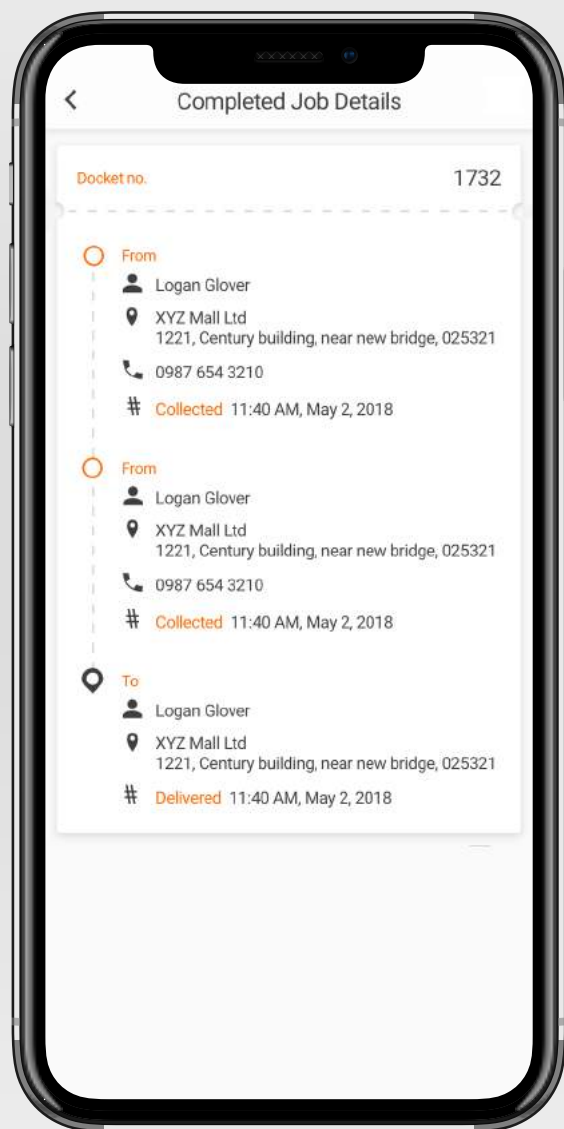 Completed Job Details
Docket no. 1732
From
Logan Glover
XYZ Mall Ltd
1221, Century building, near new bridge, 025321
0987 654 3210
# Collected 11:40 AM, May 2, 2018
From
Logan Glover
XYZ Mall Ltd
1221, Century building, near new bridge, 025321
0987 654 3210
# Collected 11:40 AM, May 2, 2018
To
Logan Glover
XYZ Mall Ltd
1221, Century building, near new bridge, 025321
# Delivered 11:40 AM, May 2, 2018